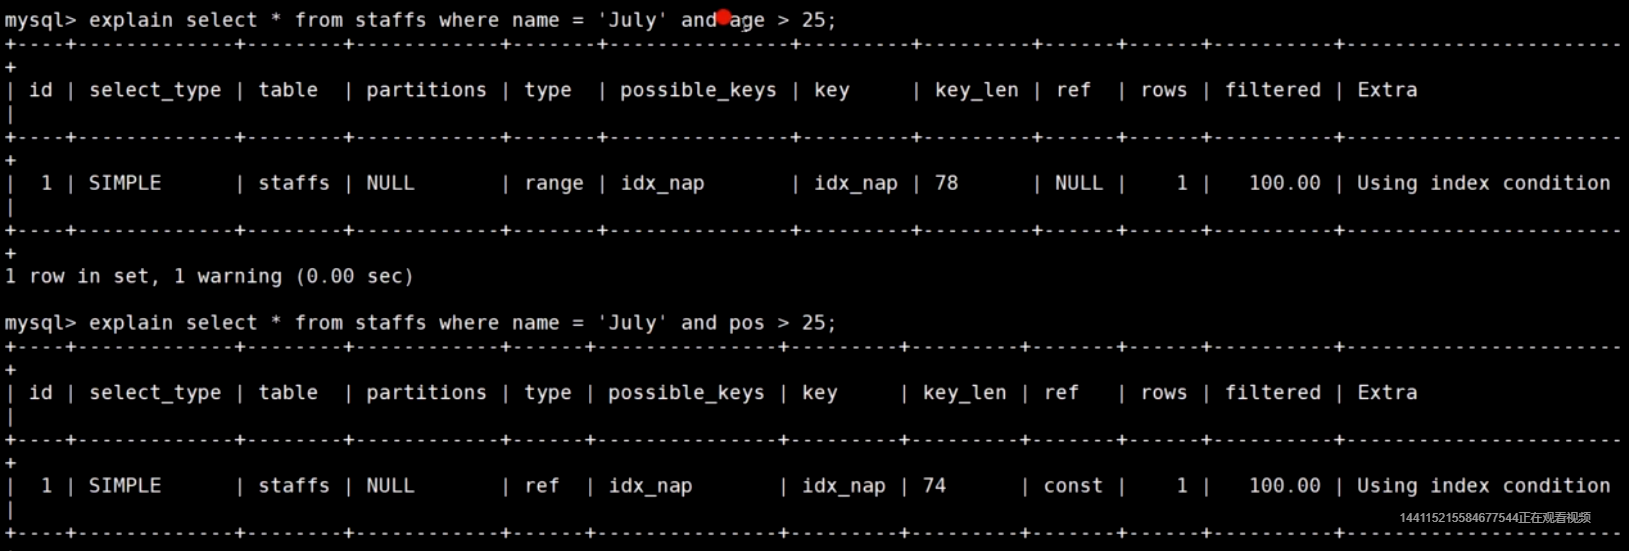 mysql> explain select * from staffs where name = 'July' and age > 25;
+----+-------------+--------+------------+-------+---------------+---------+---------+------+------+----------+-----------------------
+
| id | select_type | table  | partitions | type  | possible_keys | key     | key_len | ref  | rows | filtered | Extra
|
+----+-------------+--------+------------+-------+---------------+---------+---------+------+------+----------+-----------------------
+
|  1 | SIMPLE      | staffs | NULL       | range | idx_nap       | idx_nap | 78      | NULL |    1 |   100.00 | Using index condition
|
+----+-------------+--------+------------+-------+---------------+---------+---------+------+------+----------+-----------------------
+
1 row in set, 1 warning (0.00 sec)
mysql> explain select * from staffs where name = 'July' and pos > 25;
+----+-------------+--------+------------+------+---------------+---------+---------+-------+------+----------+-----------------------
+
| id | select_type | table  | partitions | type | possible_keys | key     | key_len | ref   | rows | filtered | Extra
|
+----+-------------+--------+------------+------+---------------+---------+---------+-------+------+----------+-----------------------
+
|  1 | SIMPLE      | staffs | NULL       | ref  | idx_nap       | idx_nap | 74      | const |    1 |   100.00 | Using index condition
|
144115215584677544正在观看视频
+----+-------------+--------+------------+------+---------------+---------+---------+-------+------+----------+-----------------------